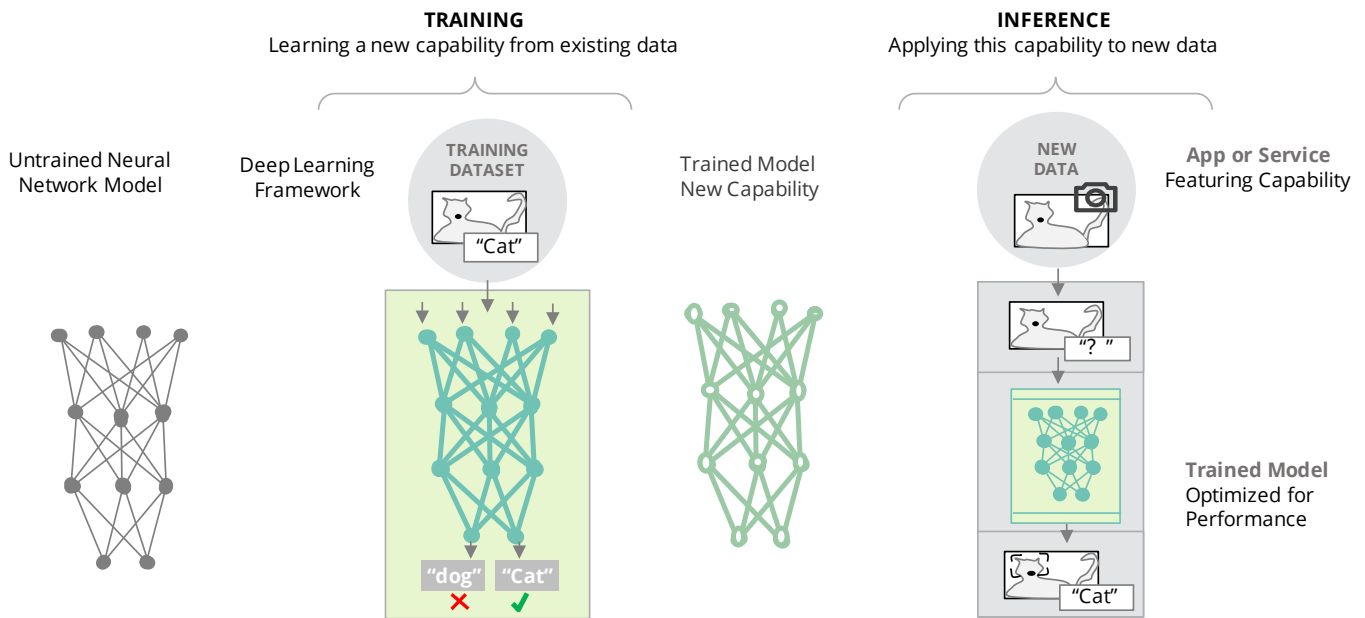 TRAINING
Learning a new capability from existing data
INFERENCE
Applying this capability to new data
Untrained Neural
Network Model
Deep Learning
Framework
TRAINING
DATASET
“Cat”
Trained Model
New Capability
NEW
DATA
App or Service
Featuring Capability
“? ”
“dog”
“Cat”
Trained Model
Optimized for
Performance
“Cat”